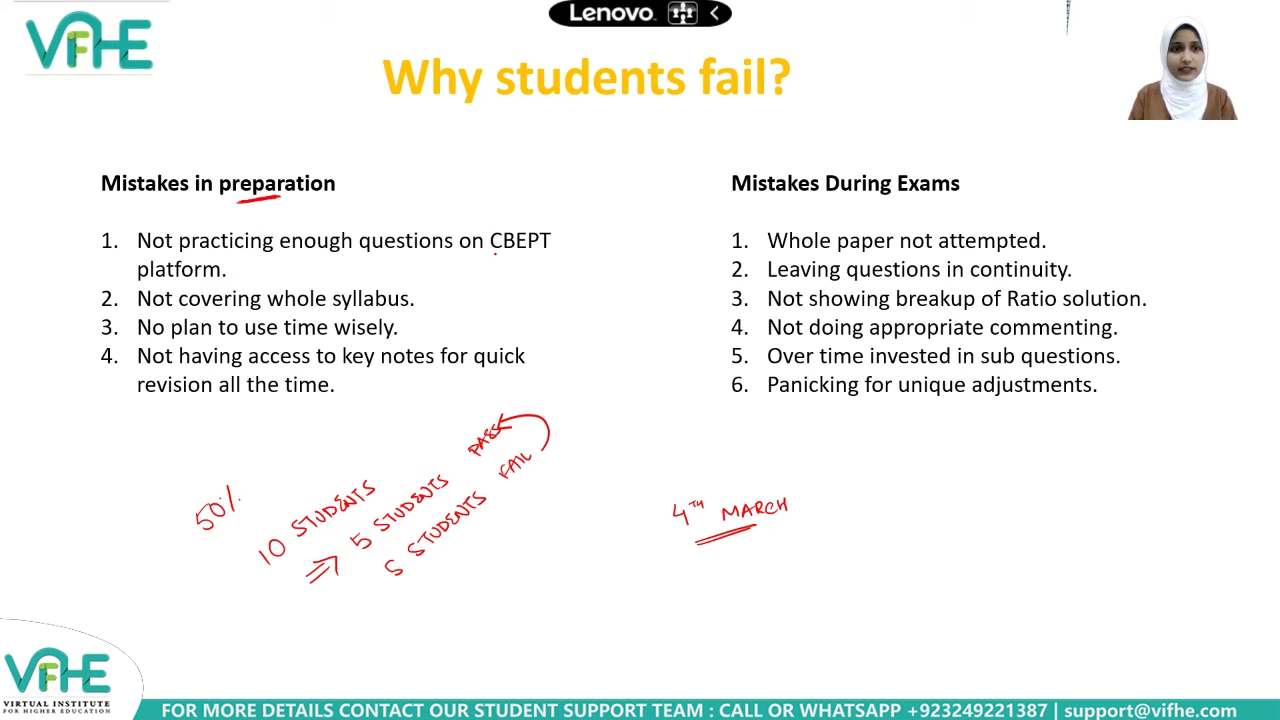 Lenovo
VIFHE
Why students fail?
Mistakes in preparation
1. Not practicing enough questions on CBEPT
platform.
2. Not covering whole syllabus.
3. No plan to use time wisely.
4. Not having access to key notes for quick
revision all the time.
Mistakes During Exams
1. Whole paper not attempted.
2. Leaving questions in continuity.
3. Not showing breakup of Ratio solution.
4. Not doing appropriate commenting.
5. Over time invested in sub questions.
6. Panicking for unique adjustments.
50%
10 STUDENTS
⇒ 5 STUDENTS PASS
5 STUDENTS FAIL
4TH MARCH
VIFHE
VIRTUAL INSTITUTE
FOR HIGHER EDUCATION
FOR MORE DETAILS CONTACT OUR STUDENT SUPPORT TEAM : CALL OR WHATSAPP +923249221387 | support@vifhe.com